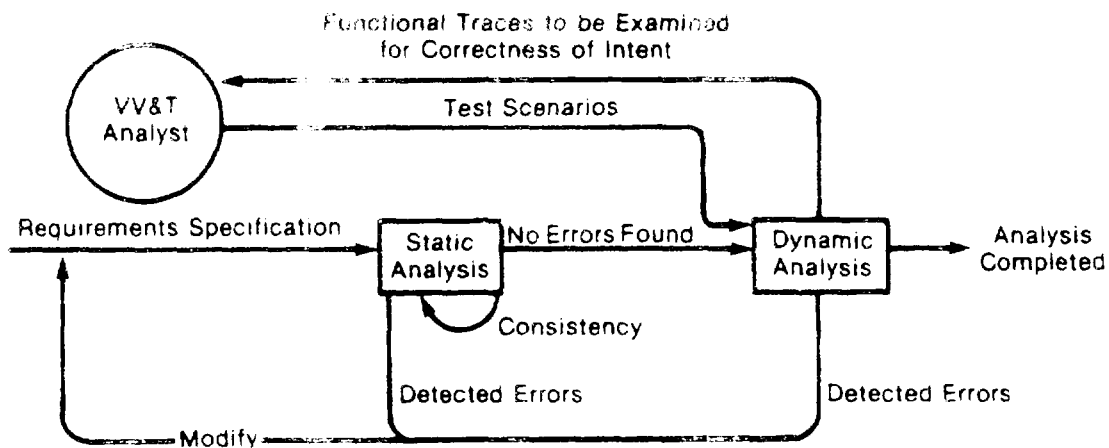 Functional Traces to be Examined
for Correctness of Intent
VV&T
Analyst
Test Scenarios
Requirements Specification
Static
Analysis
No Errors Found
Dynamic
Analysis
Analysis
Completed
Consistency
Detected Errors
Detected Errors
Modify